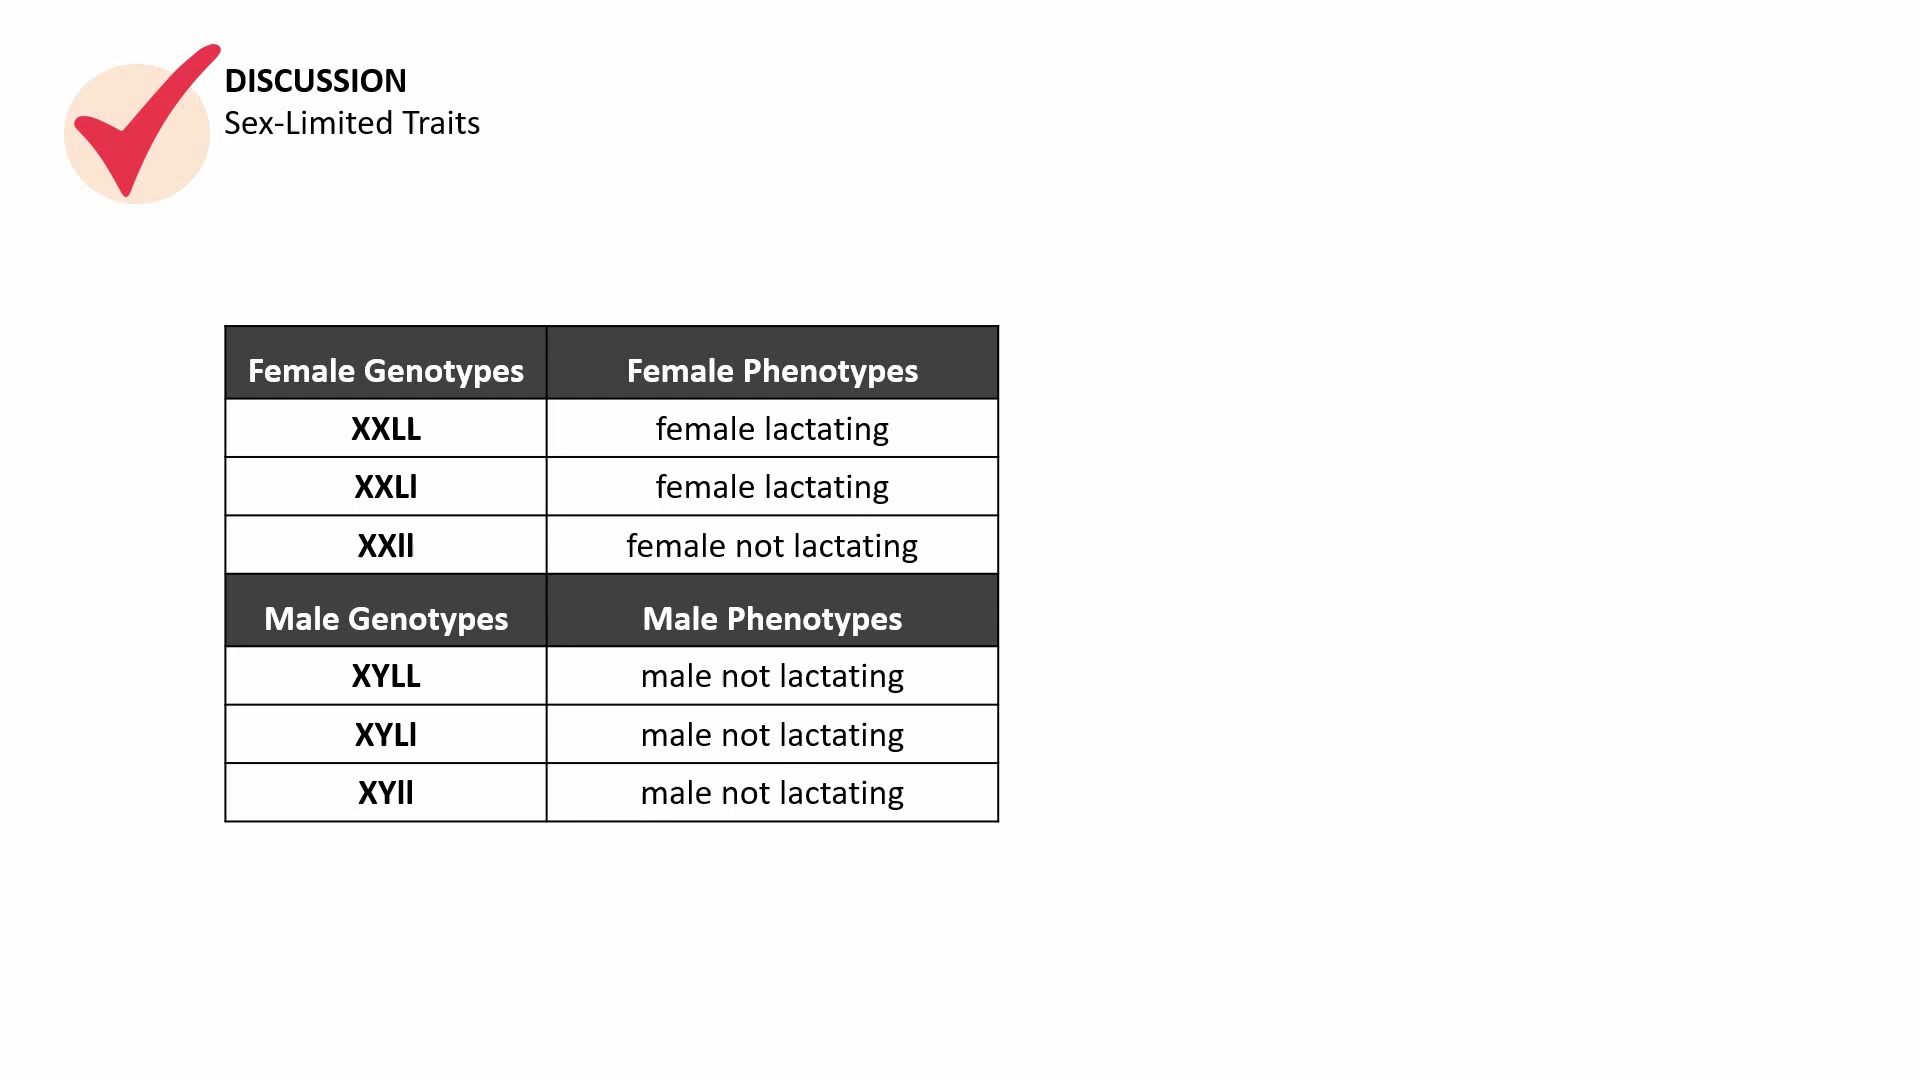 DISCUSSION
Sex-Limited Traits
Female Genotypes Female Phenotypes
XXLL female lactating
XXLl female lactating
XXll female not lactating
Male Genotypes Male Phenotypes
XYLL male not lactating
XYLl male not lactating
XYll male not lactating